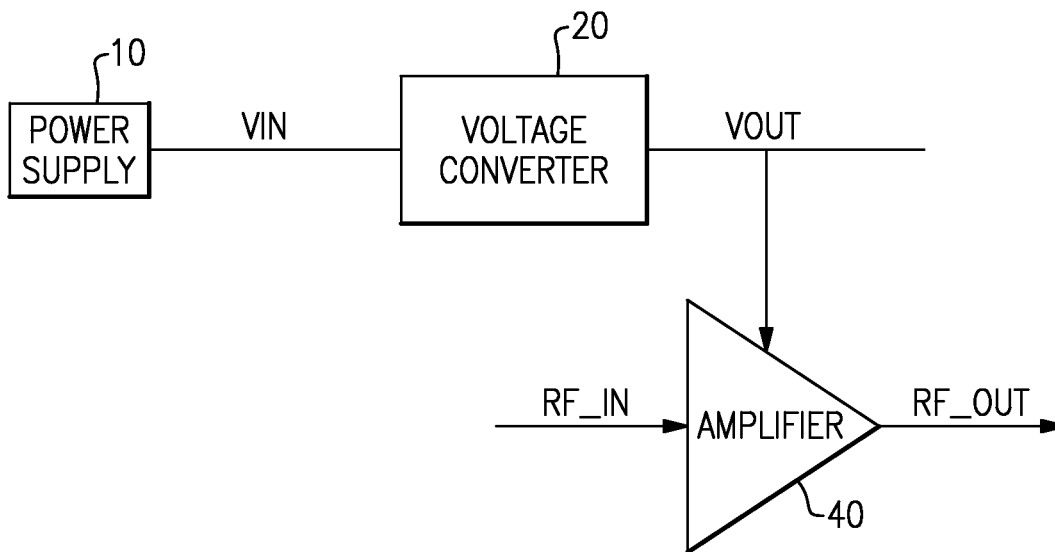 10
20
POWER
SUPPLY
VIN
VOLTAGE
CONVERTER
VOUT
RF_IN
AMPLIFIER
RF_OUT
40